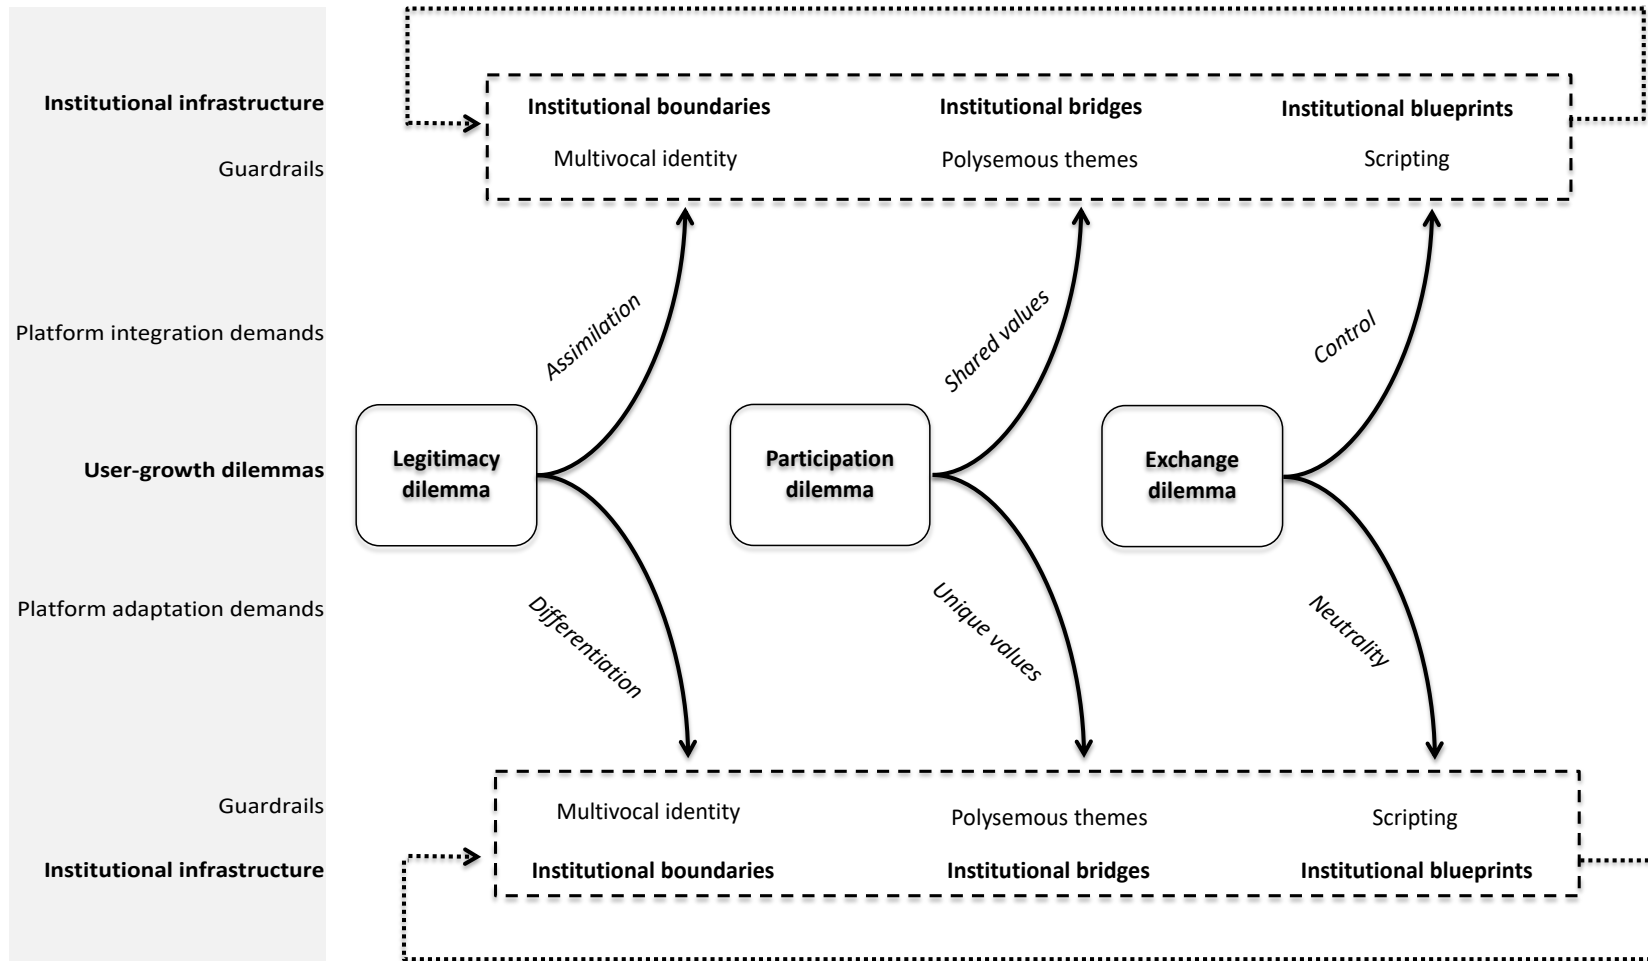 Institutional infrastructure
Institutional boundaries
Institutional bridges
Institutional blueprints
Guardrails
Multivocal identity
Polysemous themes
Scripting
Platform integration demands
Assimilation
Shared values
Control
User-growth dilemmas
Legitimacy
dilemma
Participation
dilemma
Exchange
dilemma
Platform adaptation demands
Differentiation
Unique values
Neutrality
Guardrails
Multivocal identity
Polysemous themes
Scripting
Institutional infrastructure
Institutional boundaries
Institutional bridges
Institutional blueprints